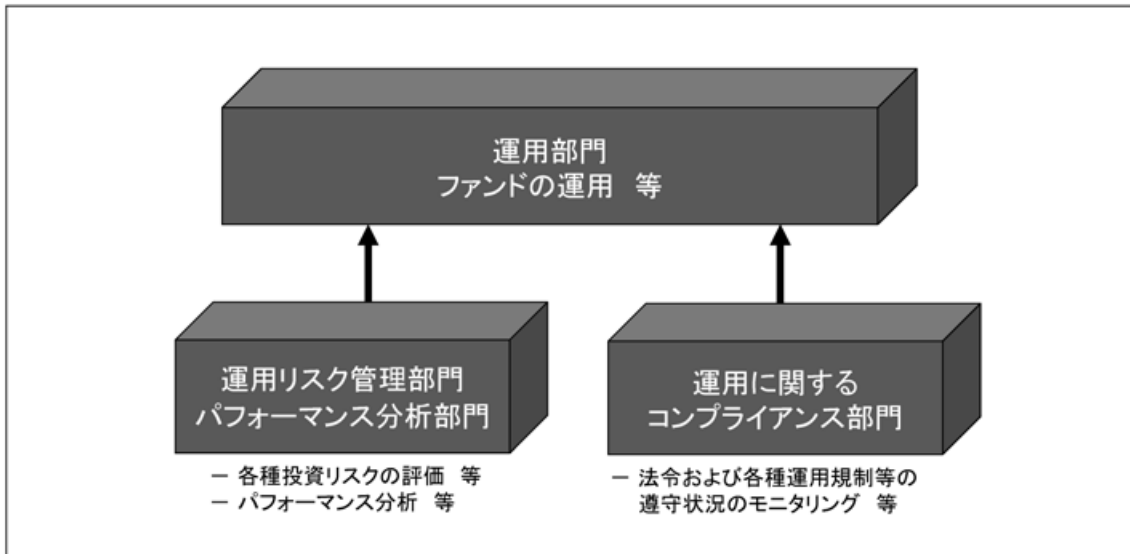 運用部門
ファンドの運用 等
運用リスク管理部門
パフォーマンス分析部門
－ 各種投資リスクの評価 等
－ パフォーマンス分析 等
運用に関する
コンプライアンス部門
－ 法令および各種運用規制等の
遵守状況のモニタリング 等